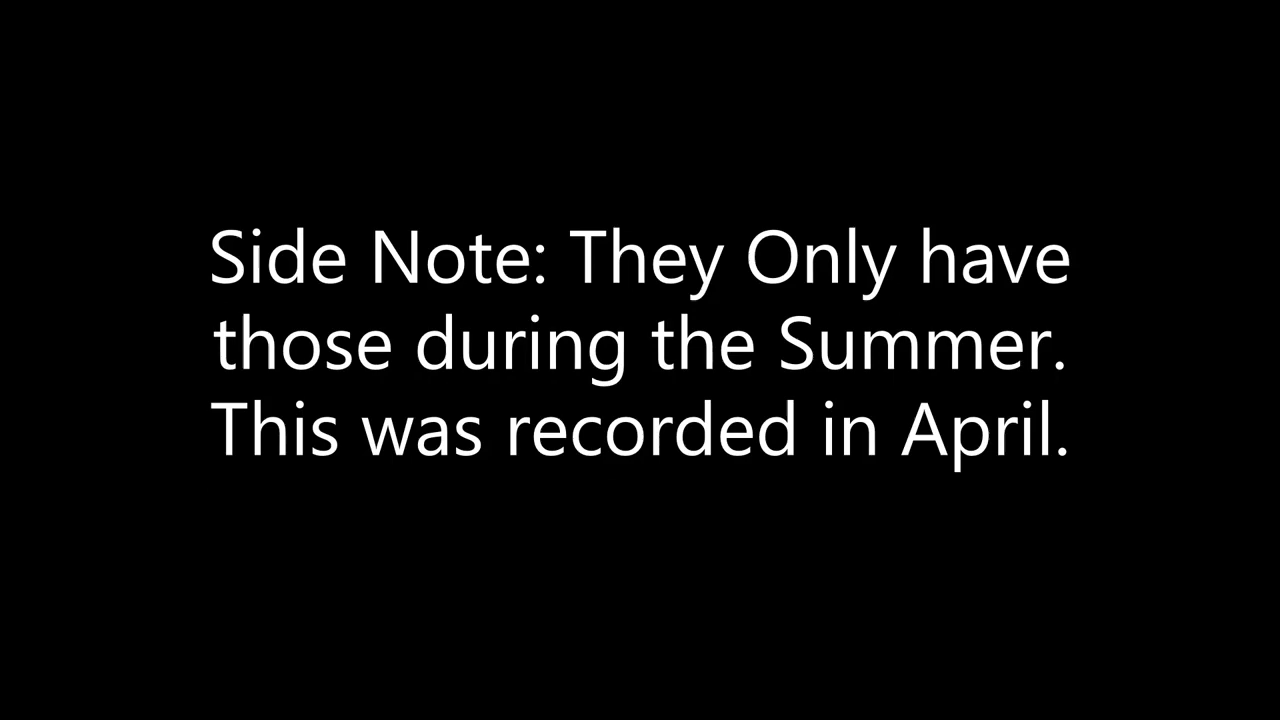 Side Note: They Only have
those during the Summer.
This was recorded in April.